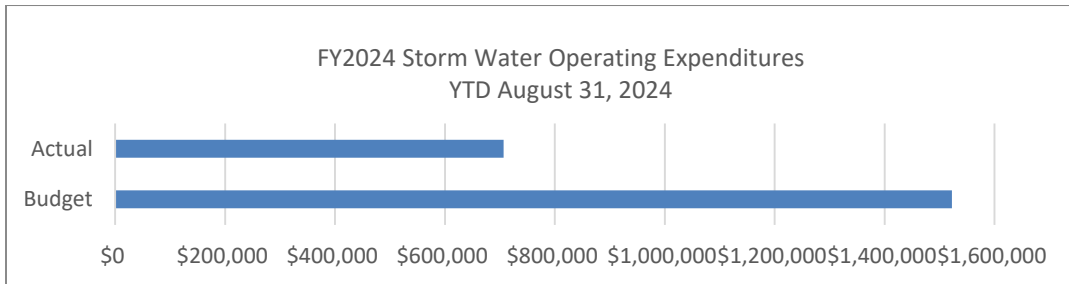 FY2024 Storm Water Operating Expenditures
YTD August 31, 2024
Actual
Budget
$0 $200,000 $400,000 $600,000 $800,000 $1,000,000 $1,200,000 $1,400,000 $1,600,000